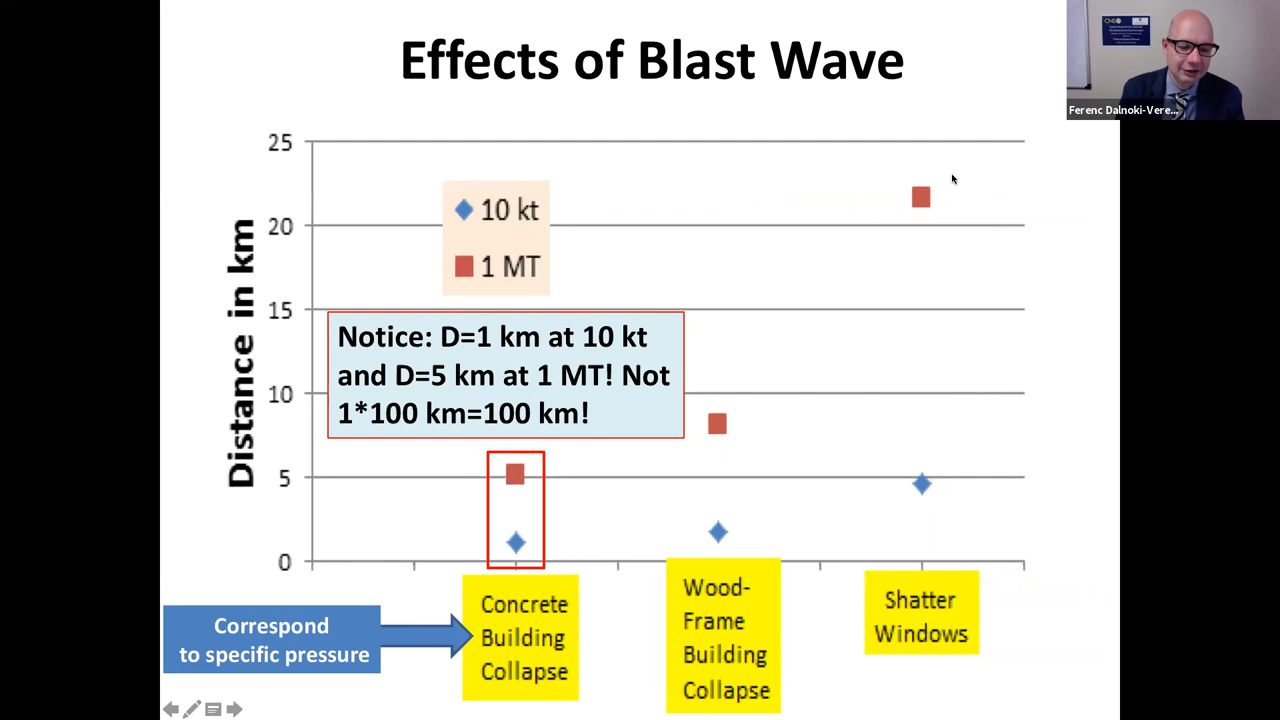 Effects of Blast Wave
CNS
Ferenc Dalnoki-Vere...
25
20
15
10
5
0
Distance in km
10 kt
1 MT
Notice: D=1 km at 10 kt
and D=5 km at 1 MT! Not
1*100 km=100 km!
Correspond
to specific pressure
Concrete
Building
Collapse
Wood-
Frame
Building
Collapse
Shatter
Windows